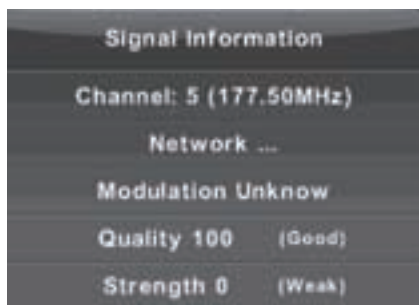 Signal Information
Channel: 5 (177.50MHz)
Network ...
Modulation Unknow
Quality 100 (Good)
Strength 0 (Weak)